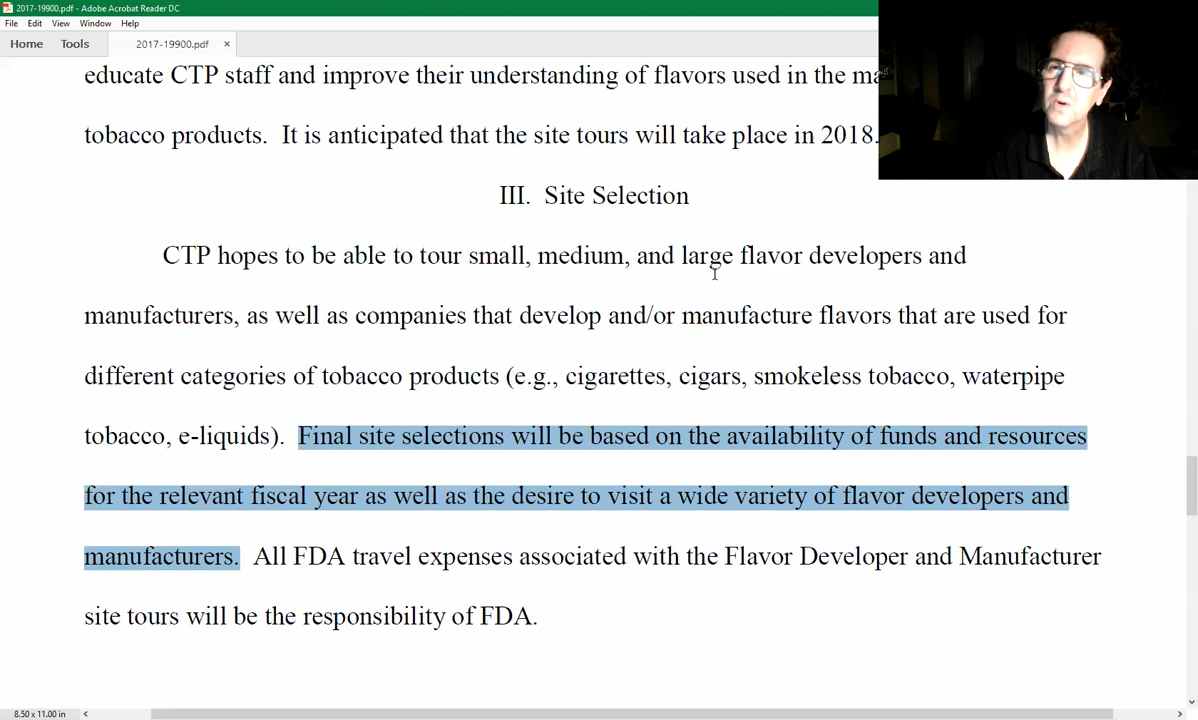 2017-19900.pdf - Adobe Acrobat Reader DC
File Edit View Window Help
Home Tools 2017-19900.pdf ×
educate CTP staff and improve their understanding of flavors used in the
tobacco products. It is anticipated that the site tours will take place in 2018.
III. Site Selection
CTP hopes to be able to tour small, medium, and large flavor developers and
manufacturers, as well as companies that develop and/or manufacture flavors that are used for
different categories of tobacco products (e.g., cigarettes, cigars, smokeless tobacco, waterpipe
tobacco, e-liquids). Final site selections will be based on the availability of funds and resources
for the relevant fiscal year as well as the desire to visit a wide variety of flavor developers and
manufacturers. All FDA travel expenses associated with the Flavor Developer and Manufacturer
site tours will be the responsibility of FDA.
8.50 x 11.00 in